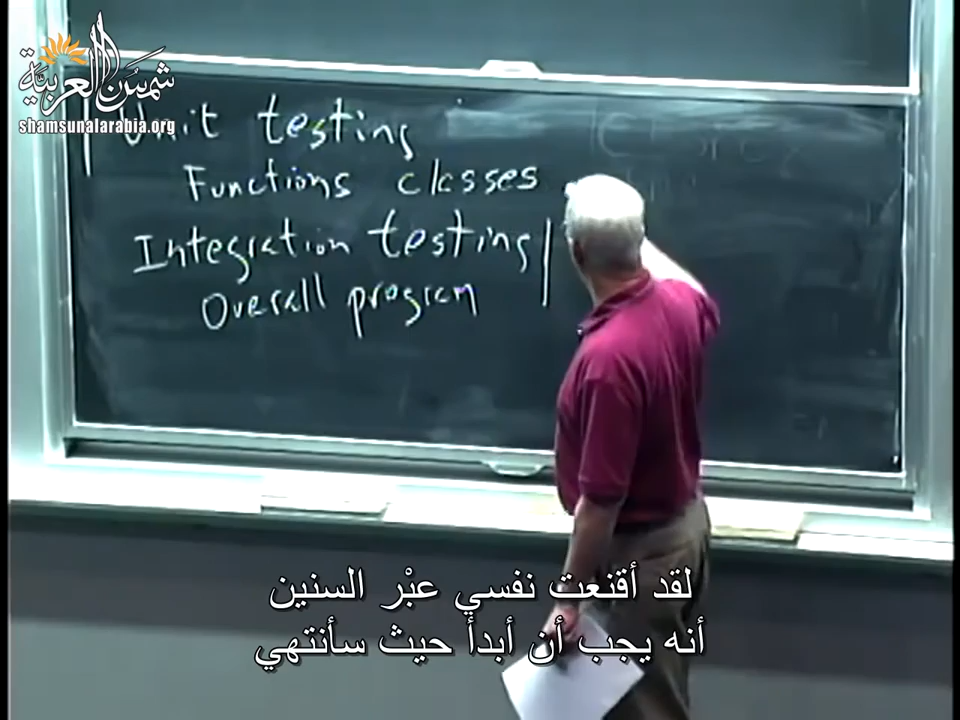 شمس العربية
shamsunalarabia.org
Unit testing
Functions classes
Integration testing
Overall program
لقد أقنعت نفسي عبْر السنين
أنه يجب أن أبدأ حيث سأنتهي